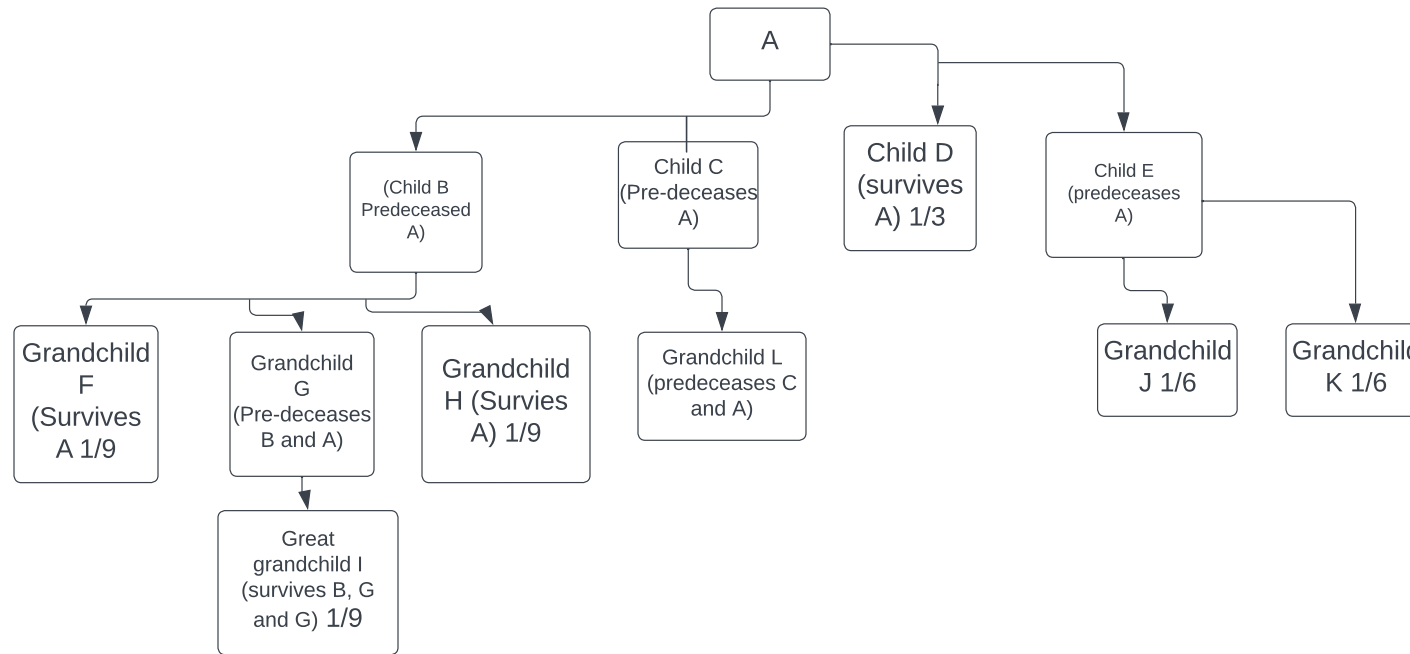 A
(Child B
Predeceased
A)
Child C
(Pre-deceases
A)
Child D
(survives
A) 1/3
Child E
(predeceases
A)
Grandchild
F
(Survives
A 1/9
Grandchild
G
(Pre-deceases
B and A)
Grandchild
H (Survies
A) 1/9
Grandchild L
(predeceases C
and A)
Grandchild
J 1/6
Grandchild
K 1/6
Great
grandchild I
(survives B, G
and G) 1/9